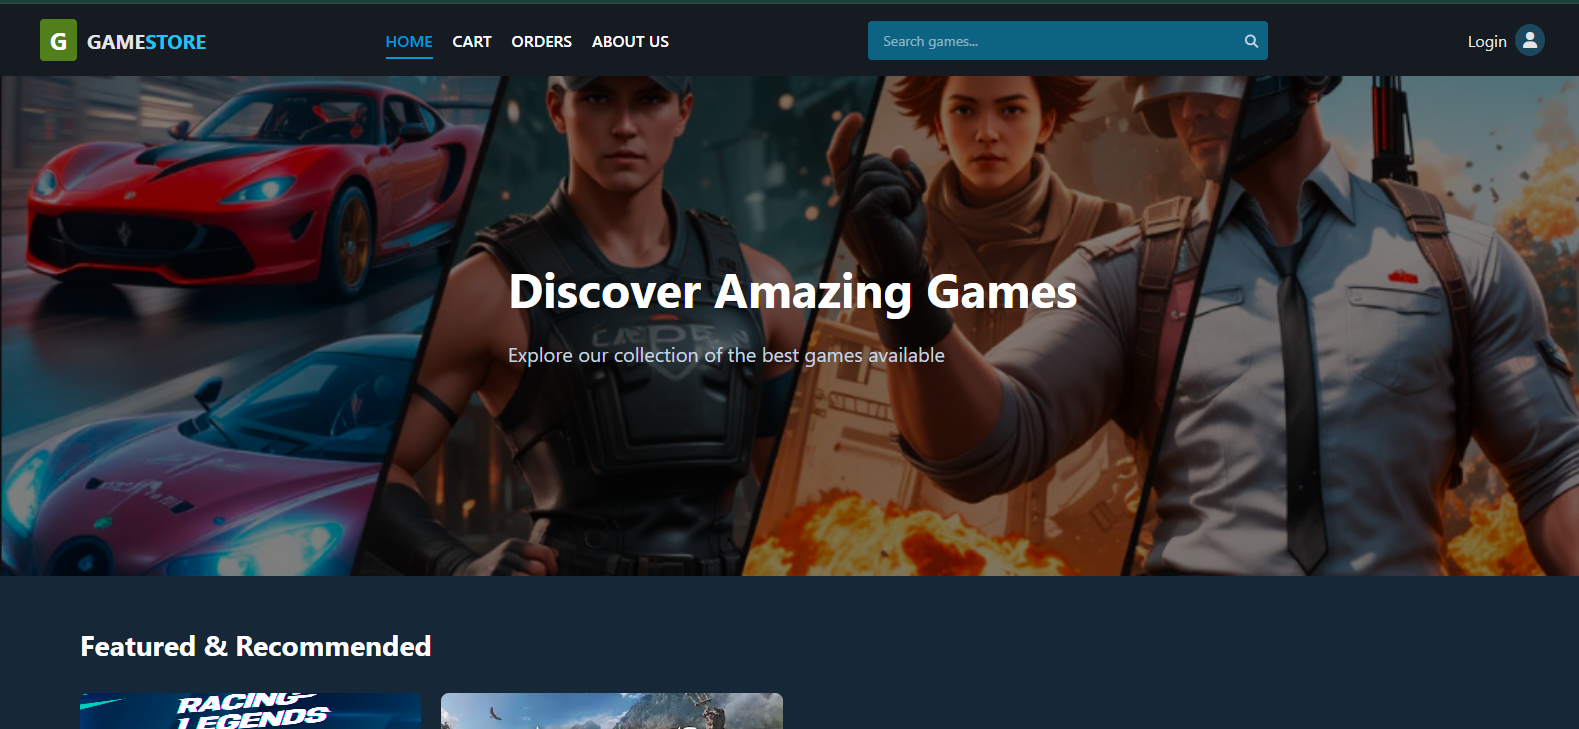 G GAMESTORE HOME CART ORDERS ABOUT US Search games... Login
Discover Amazing Games
Explore our collection of the best games available
Featured & Recommended
RACING
LEGENDS